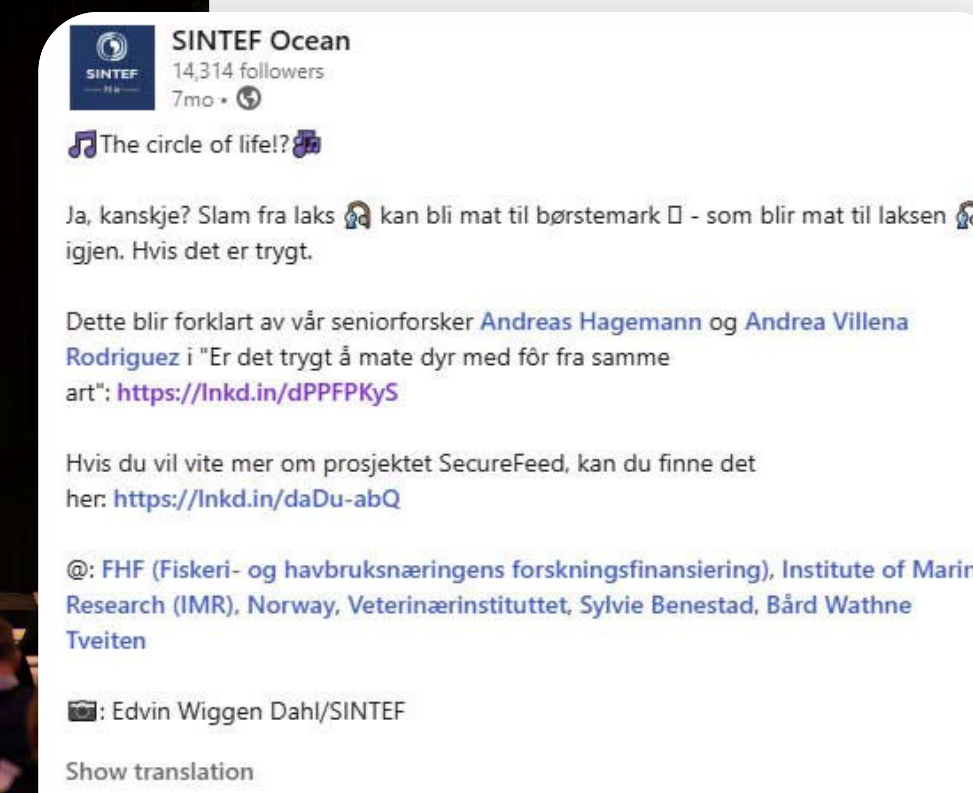 SINTEF
SINTEF Ocean
14,314 followers
7mo •
🎵The circle of life!?🎶
Ja, kanskje? Slam fra laks kan bli mat til børstemark - som blir mat til laksen
igjen. Hvis det er trygt.
Dette blir forklart av vår seniorforsker Andreas Hagemann og Andrea Villena
Rodriguez i "Er det trygt å mate dyr med fôr fra samme
art": https://lnkd.in/dPPFPKyS
Hvis du vil vite mer om prosjektet SecureFeed, kan du finne det
her: https://lnkd.in/daDu-abQ
@: FHF (Fiskeri- og havbruksnæringens forskningsfinansiering), Institute of Marin
Research (IMR), Norway, Veterinærinstituttet, Sylvie Benestad, Bård Wathne
Tveiten
📷: Edvin Wiggen Dahl/SINTEF
Show translation